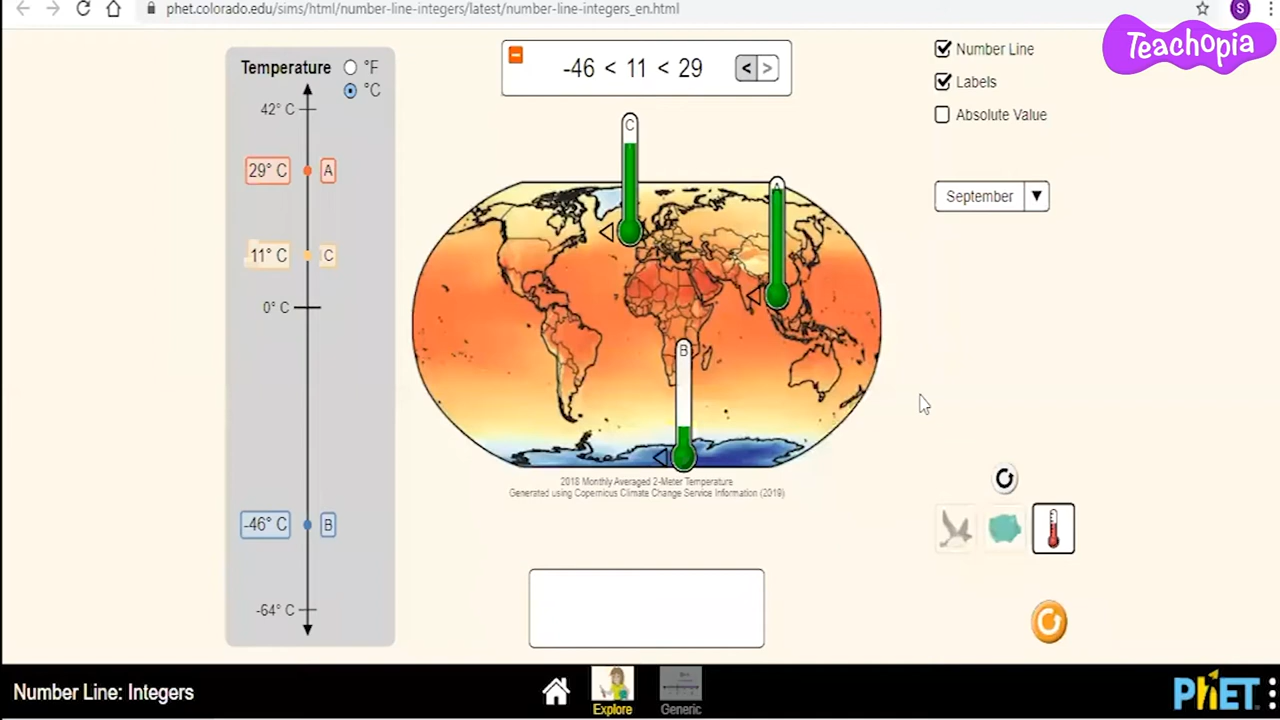 phet.colorado.edu/sims/html/number-line-integers/latest/number-line-integers_en.html
S
Teachopia
Temperature
°F
°C
42° C
29° C A
11° C C
0° C
-46° C B
-64° C
-46 < 11 < 29
< >
Number Line
Labels
Absolute Value
September
C
A
B
2018 Monthly Averaged 2-Meter Temperature
Generated using Copernicus Climate Change Service Information (2019)
Number Line: Integers
Explore
Generic
PhET